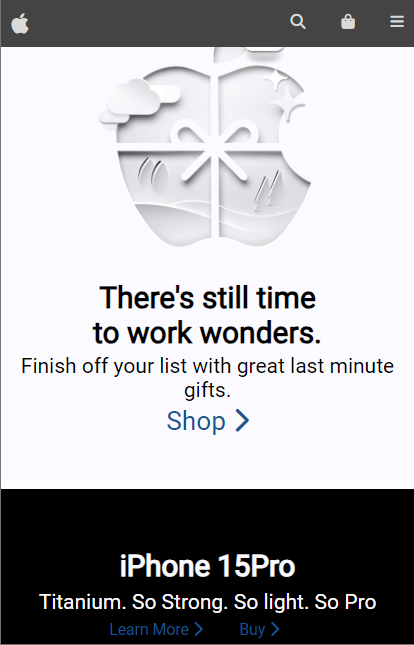 There's still time
to work wonders.
Finish off your list with great last minute
gifts.
Shop
iPhone 15Pro
Titanium. So Strong. So light. So Pro
Learn More Buy